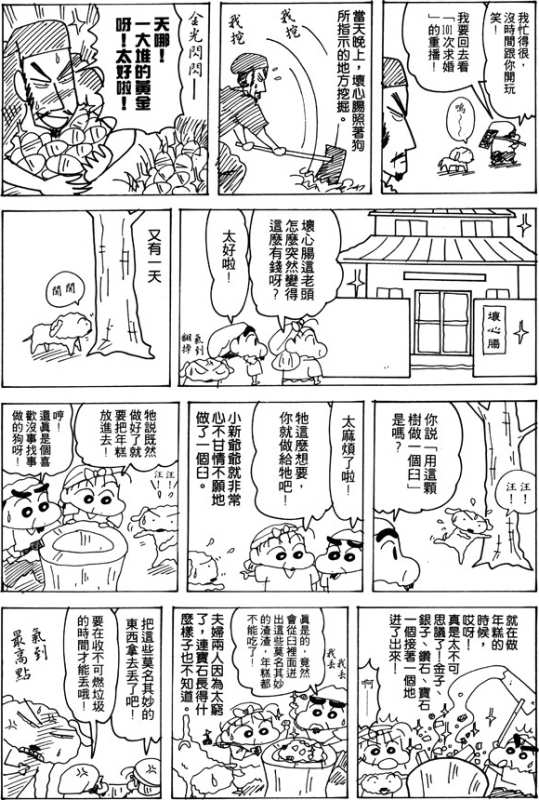 我忙得很，
沒時間跟你開玩
笑！
我要回去看
「101次求婚
」的重播！
嗚～
當天晚上，壞心腸照著狗
所指示的地方挖掘。
我挖
我挖
金光閃閃——
天哪！
一大堆的黃金
呀！太好啦！
壞心腸
壞心腸這老頭
怎麼突然變得
這麼有錢呀？
太好啦！
氣到
翻掉
又有一天
聞聞
汪！
汪！
你說「用這顆
樹做一個臼」
是嗎？
太麻煩了啦！
牠這麼想要，
你就做給牠吧！
小新爺爺就非常
心不甘情不願地
做了一個臼。
汪！
汪！
牠說既然
做好了就
要把年糕
放進去！
哼！
還真是個喜
歡沒事找事
做的狗呀！
就在做
年糕的
時候，
哎呀！
真是太不可
思議了！金子、
銀子、鑽石、寶石
一個接著一個地
迸了出來！
啊——
我丟
我丟
真是的，竟然
會從臼裡面迸
出這些莫名其妙
的渣渣，年糕都
不能吃了！
夫婦兩人因為太窮
了，連寶石長得什
麼樣子也不知道。
把這些莫名其妙的
東西拿去丟了吧！
要在收不可燃垃圾
的時間才能丟哦！
氣到
最高點